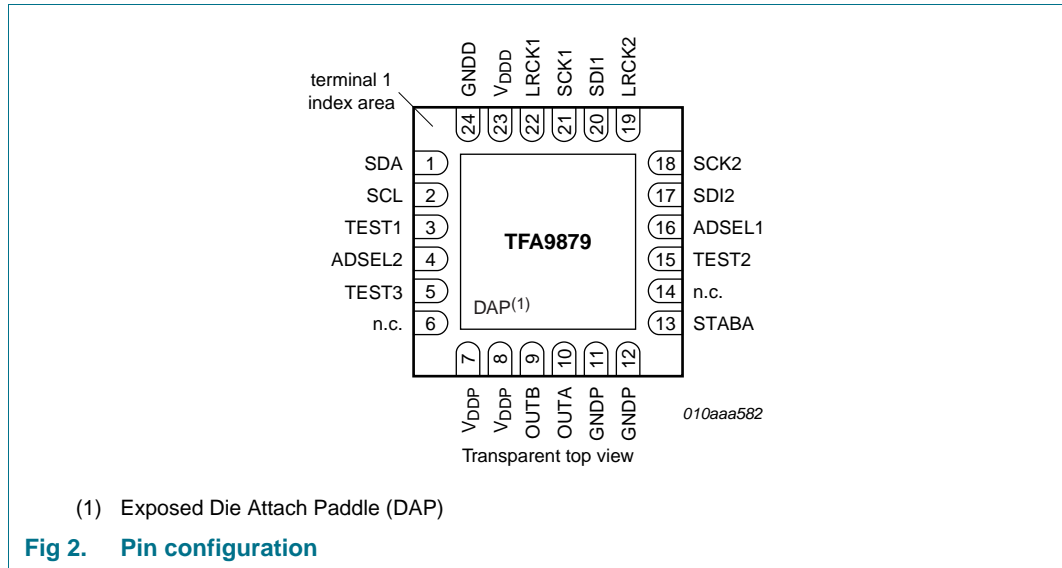 terminal 1
index area
GNDD
VDDD
LRCK1
SCK1
SDI1
LRCK2
24
23
22
21
20
19
SDA 1
SCL 2
TEST1 3
ADSEL2 4
TEST3 5
n.c. 6
TFA9879
DAP(1)
18 SCK2
17 SDI2
16 ADSEL1
15 TEST2
14 n.c.
13 STABA
7
8
9
10
11
12
VDDP
VDDP
OUTB
OUTA
GNDP
GNDP
010aaa582
Transparent top view
(1) Exposed Die Attach Paddle (DAP)
Fig 2. Pin configuration